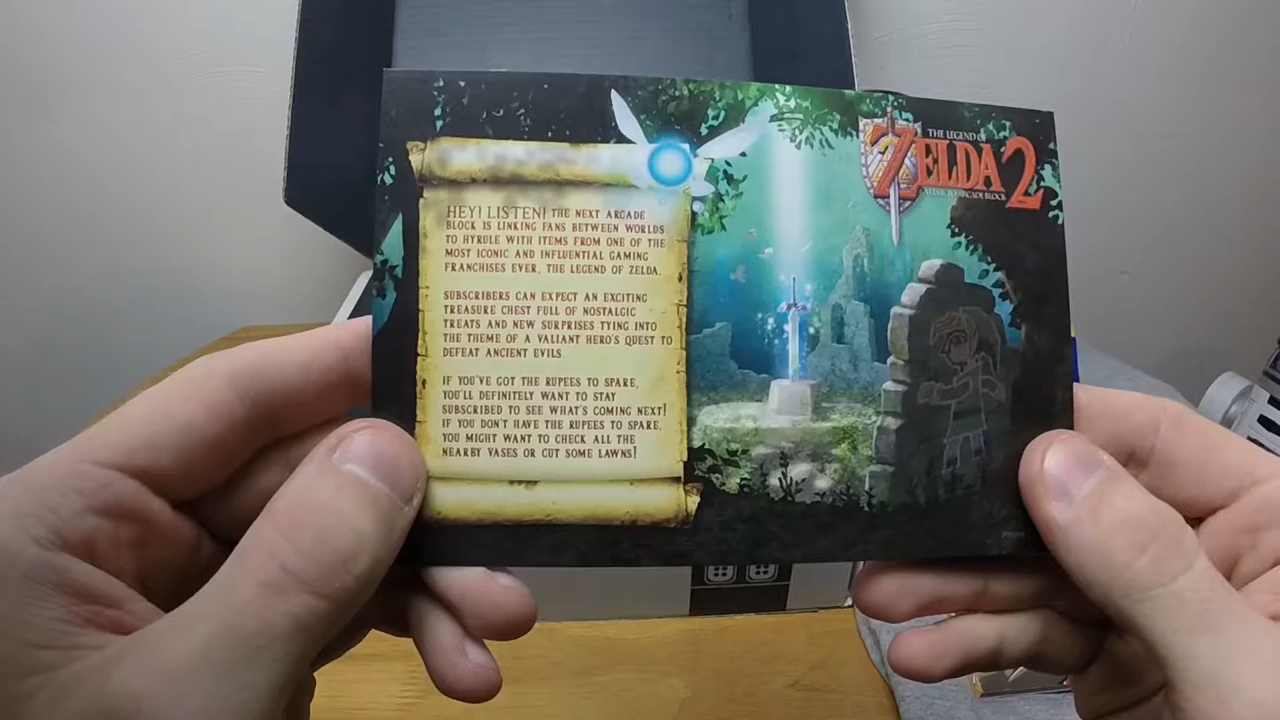 HEY! LISTEN! THE NEXT ARCADE
BLOCK IS LINKING FANS BETWEEN WORLDS
TO HYRULE WITH ITEMS FROM ONE OF THE
MOST ICONIC AND INFLUENTIAL GAMING
FRANCHISES EVER, THE LEGEND OF ZELDA.
SUBSCRIBERS CAN EXPECT AN EXCITING
TREASURE CHEST FULL OF NOSTALGIC
TREATS AND NEW SURPRISES TYING INTO
THE THEME OF A VALIANT HERO'S QUEST TO
DEFEAT ANCIENT EVILS.
IF YOU'VE GOT THE RUPEES TO SPARE,
YOU'LL DEFINITELY WANT TO STAY
SUBSCRIBED TO SEE WHAT'S COMING NEXT!
IF YOU DON'T HAVE THE RUPEES TO SPARE,
YOU MIGHT WANT TO CHECK ALL THE
NEARBY VASES OR CUT SOME LAWNS!
THE LEGEND OF
ZELDA 2
A LINK TO ARCADE BLOCK